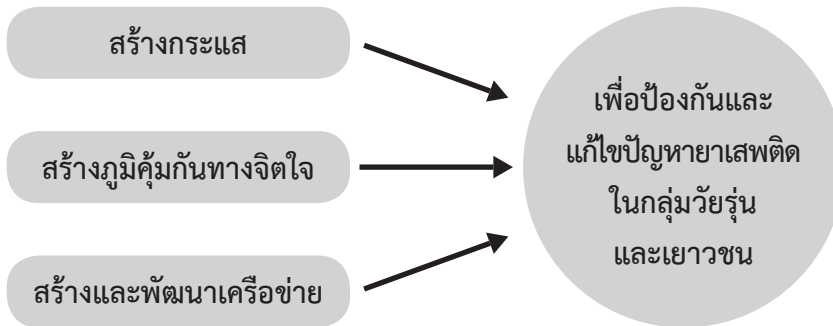 สร้างกระแส
สร้างภูมิคุ้มกันทางจิตใจ
สร้างและพัฒนาเครือข่าย
เพื่อป้องกันและ
แก้ไขปัญหายาเสพติด
ในกลุ่มวัยรุ่น
และเยาวชน